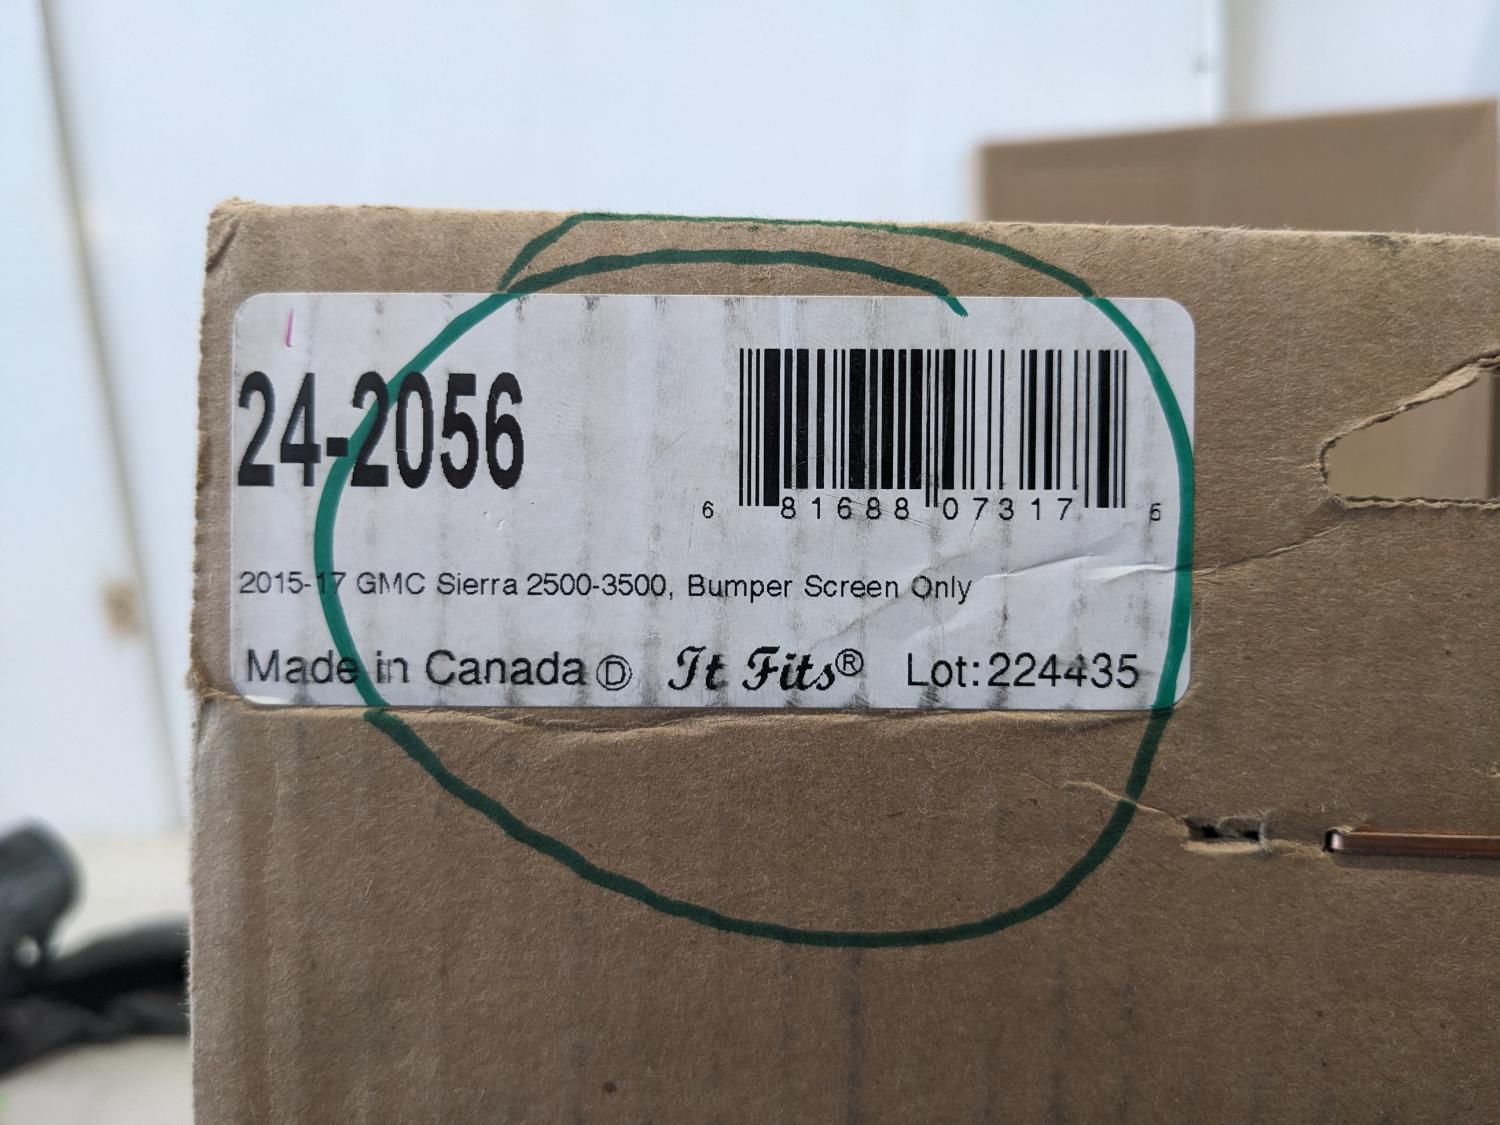 24-2056
6 81688 07317 5
2015-17 GMC Sierra 2500-3500, Bumper Screen Only
Made in Canada Ⓓ It Fits® Lot: 224435